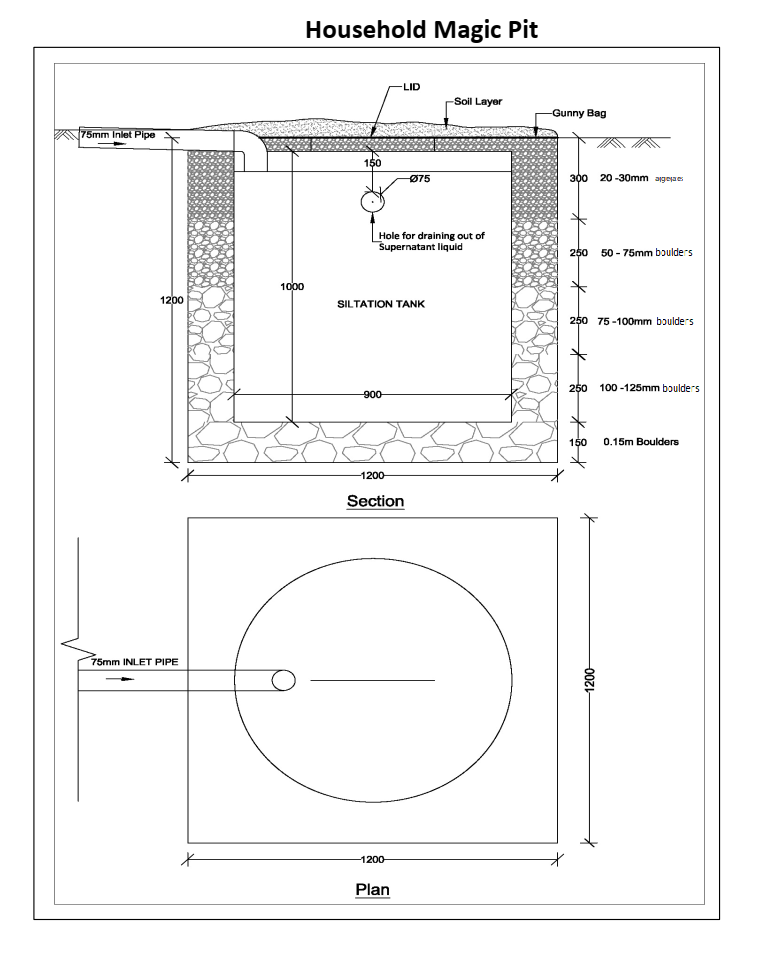 Household Magic Pit
LID
Soil Layer
Gunny Bag
75mm Inlet Pipe
150
Ø75
300 20 -30mm
Hole for draining out of
Supernatant liquid
250 50 - 75mm boulders
1200
1000
SILTATION TANK
250 75 -100mm boulders
900
250 100 -125mm boulders
150 0.15m Boulders
1200
Section
75mm INLET PIPE
1200
1200
Plan